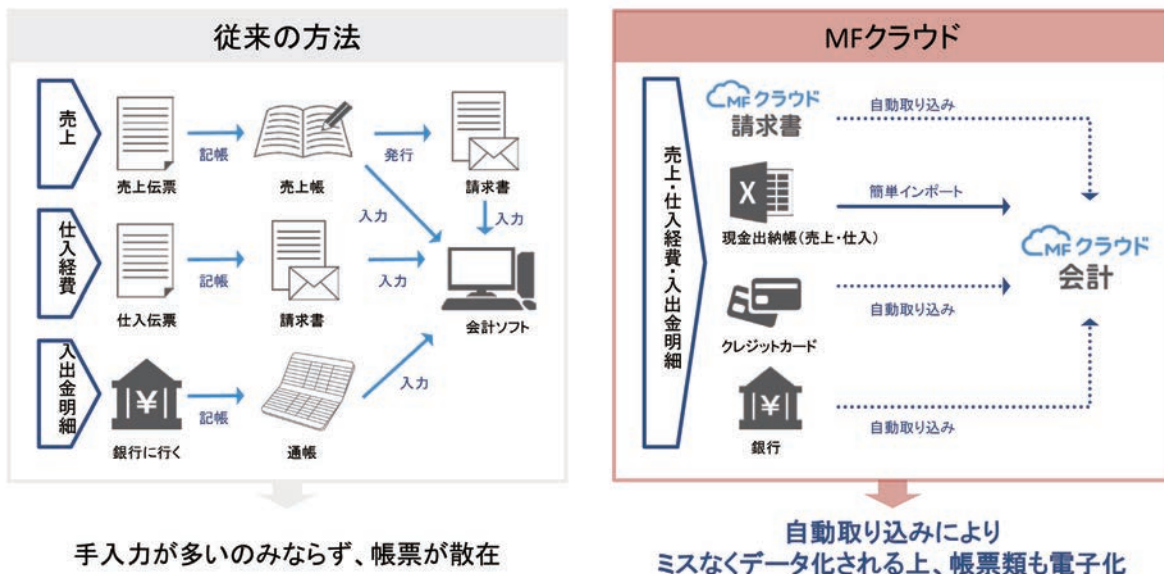 従来の方法
売上
売上伝票
記帳
売上帳
発行
請求書
入力
入力
仕入経費
仕入伝票
記帳
請求書
入力
会計ソフト
入出金明細
銀行に行く
記帳
通帳
入力
手入力が多いのみならず、帳票が散在
MFクラウド
売上・仕入経費・入出金明細
MFクラウド
請求書
自動取り込み
X
現金出納帳(売上・仕入)
簡単インポート
クレジットカード
自動取り込み
銀行
自動取り込み
MFクラウド
会計
自動取り込みにより
ミスなくデータ化される上、帳票類も電子化
¥
¥